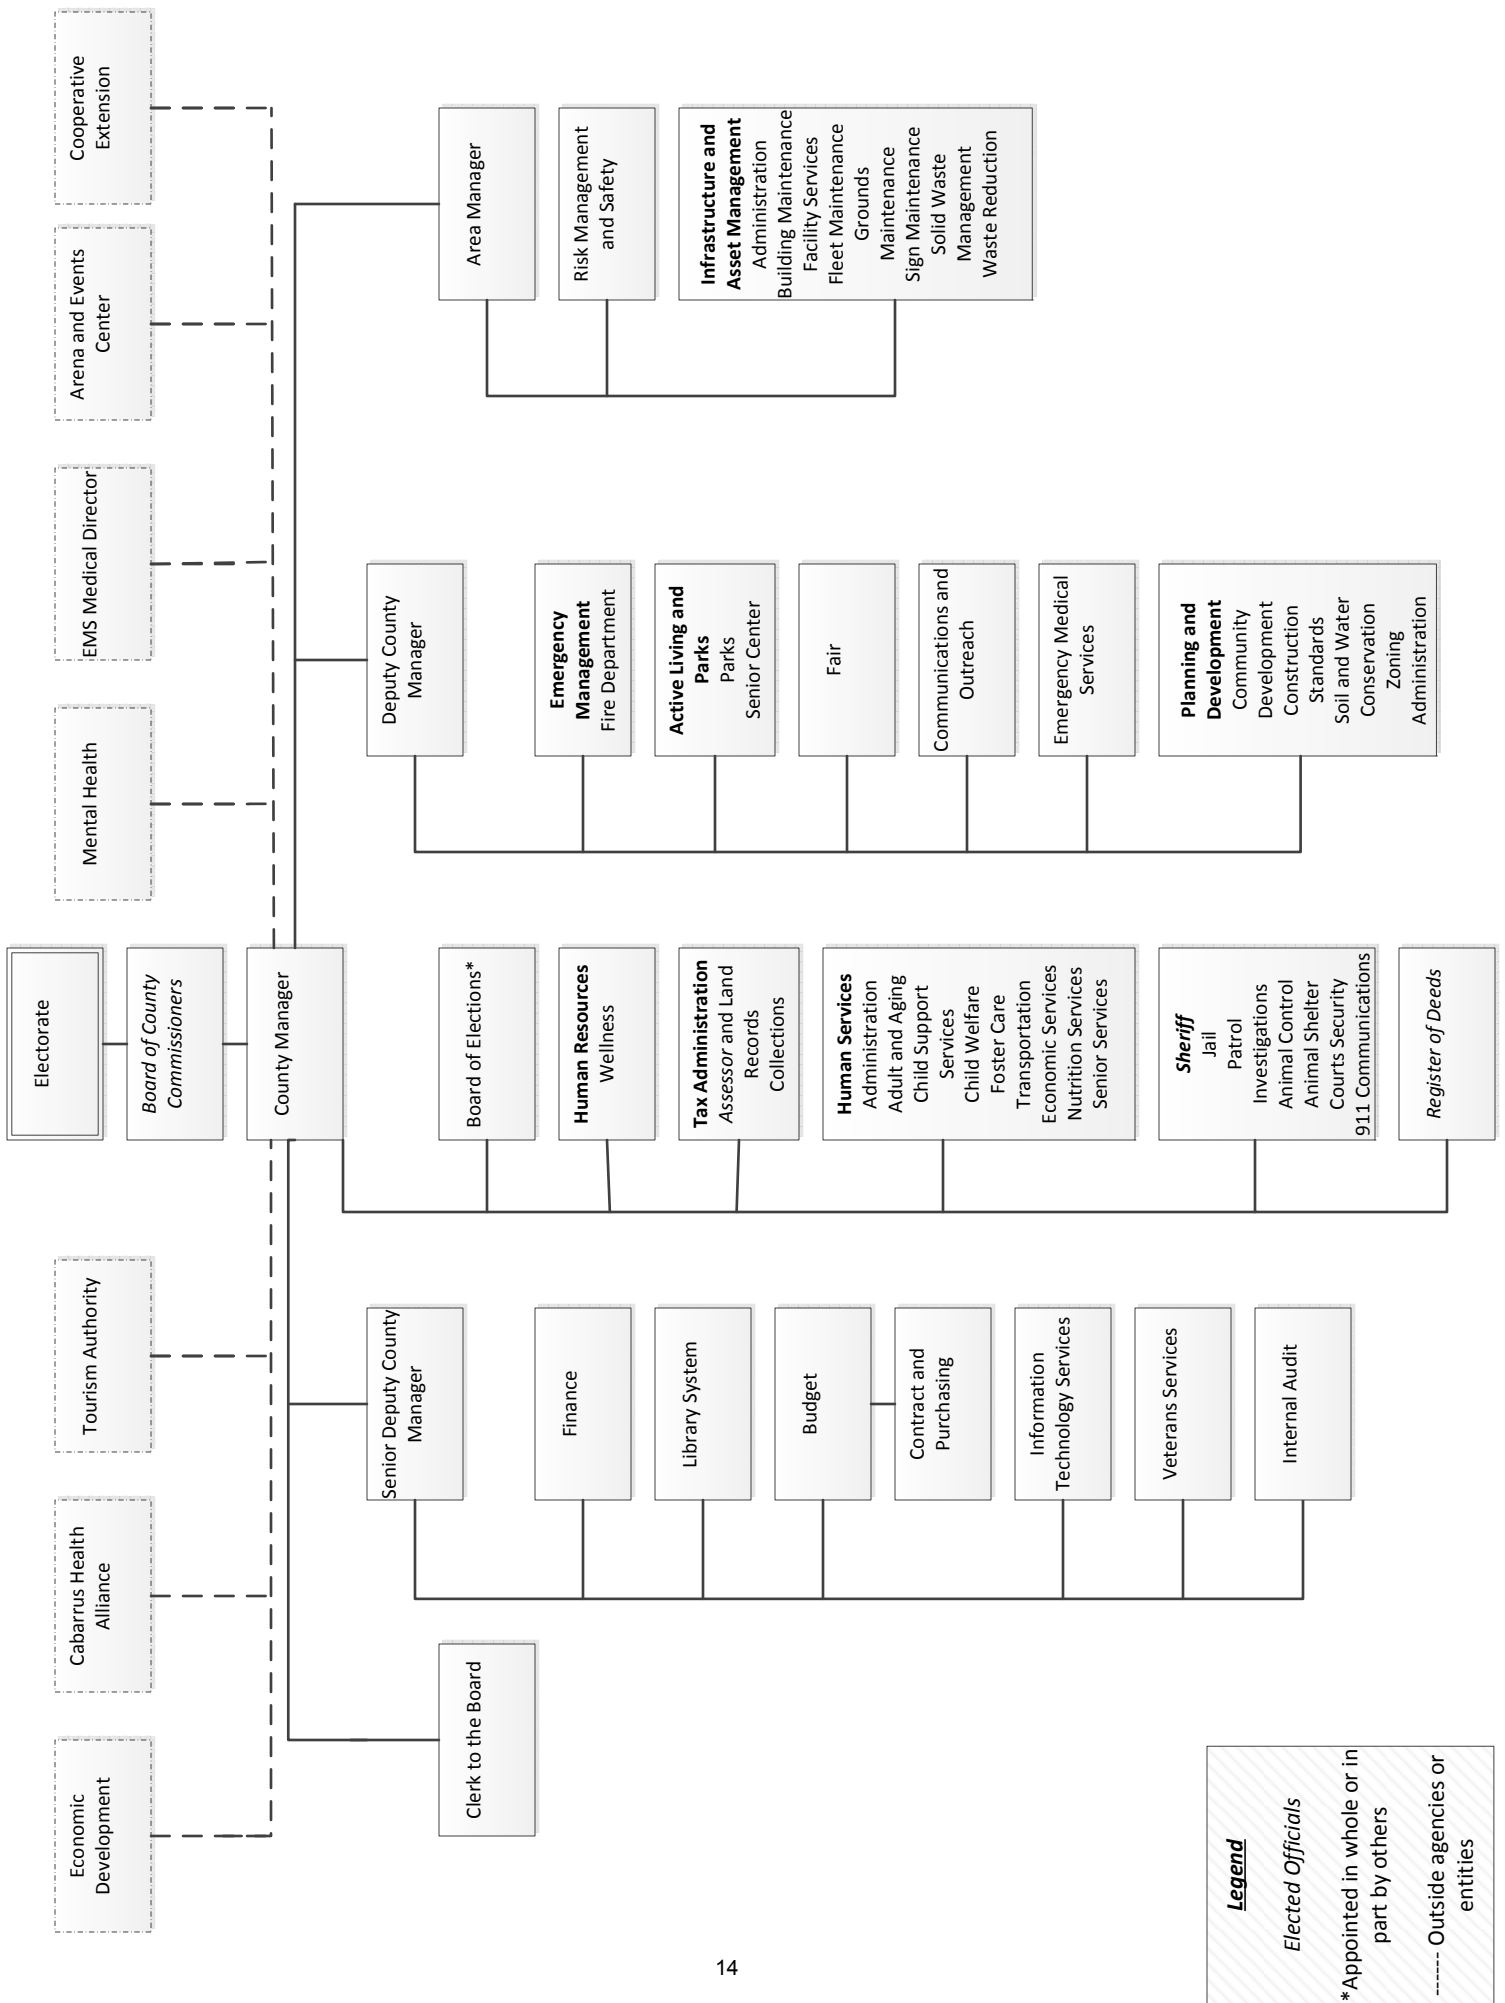 Electorate
Board of County
Commissioners
County Manager
Economic
Development
Cabarrus Health
Alliance
Tourism Authority
Mental Health
EMS Medical Director
Arena and Events
Center
Cooperative
Extension
Clerk to the Board
Senior Deputy County
Manager
Finance
Library System
Budget
Contract and
Purchasing
Information
Technology Services
Veterans Services
Internal Audit
Board of Elections*
Human Resources
Wellness
Tax Administration
Assessor and Land
Records
Collections
Human Services
Administration
Adult and Aging
Child Support
Services
Child Welfare
Foster Care
Transportation
Economic Services
Nutrition Services
Senior Services
Sheriff
Jail
Patrol
Investigations
Animal Control
Animal Shelter
Courts Security
911 Communications
Register of Deeds
Deputy County
Manager
Emergency
Management
Fire Department
Active Living and
Parks
Parks
Senior Center
Fair
Communications and
Outreach
Emergency Medical
Services
Planning and
Development
Community
Development
Construction
Standards
Soil and Water
Conservation
Zoning
Administration
Area Manager
Risk Management
and Safety
Infrastructure and
Asset Management
Administration
Building Maintenance
Facility Services
Fleet Maintenance
Grounds
Maintenance
Sign Maintenance
Solid Waste
Management
Waste Reduction
Legend
Elected Officials
*Appointed in whole or in
part by others
------ Outside agencies or
entities
14